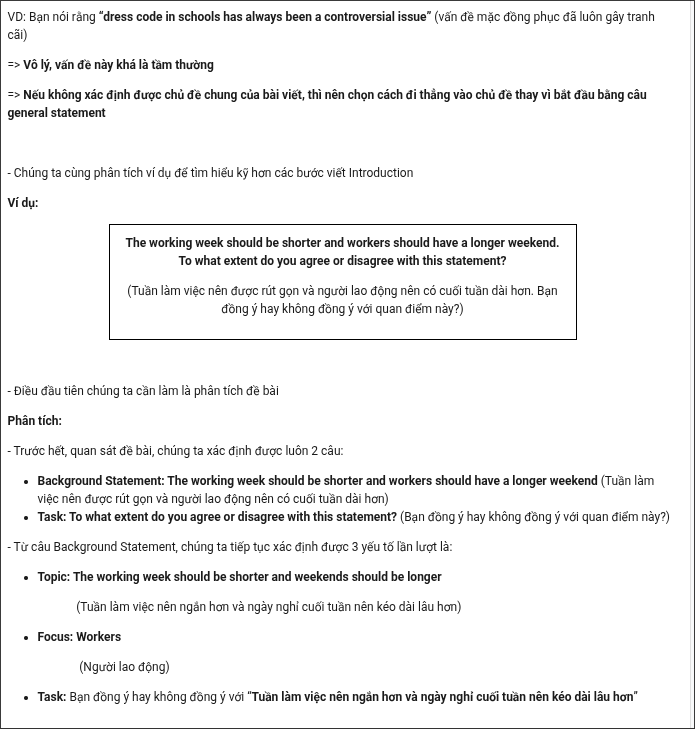 VD: Bạn nói rằng “dress code in schools has always been a controversial issue” (vấn đề mặc đồng phục đã luôn gây tranh
cãi)
=> Vô lý, vấn đề này khá là tầm thường
=> Nếu không xác định được chủ đề chung của bài viết, thì nên chọn cách đi thẳng vào chủ đề thay vì bắt đầu bằng câu
general statement
- Chúng ta cùng phân tích ví dụ để tìm hiểu kỹ hơn các bước viết Introduction
Ví dụ:
The working week should be shorter and workers should have a longer weekend.
To what extent do you agree or disagree with this statement?
(Tuần làm việc nên được rút gọn và người lao động nên có cuối tuần dài hơn. Bạn
đồng ý hay không đồng ý với quan điểm này?)
- Điều đầu tiên chúng ta cần làm là phân tích đề bài
Phân tích:
- Trước hết, quan sát đề bài, chúng ta xác định được luôn 2 câu:
• Background Statement: The working week should be shorter and workers should have a longer weekend (Tuần làm
việc nên được rút gọn và người lao động nên có cuối tuần dài hơn)
• Task: To what extent do you agree or disagree with this statement? (Bạn đồng ý hay không đồng ý với quan điểm này?)
- Từ câu Background Statement, chúng ta tiếp tục xác định được 3 yếu tố lần lượt là:
• Topic: The working week should be shorter and weekends should be longer
(Tuần làm việc nên ngắn hơn và ngày nghỉ cuối tuần nên kéo dài lâu hơn)
• Focus: Workers
(Người lao động)
• Task: Bạn đồng ý hay không đồng ý với “Tuần làm việc nên ngắn hơn và ngày nghỉ cuối tuần nên kéo dài lâu hơn”